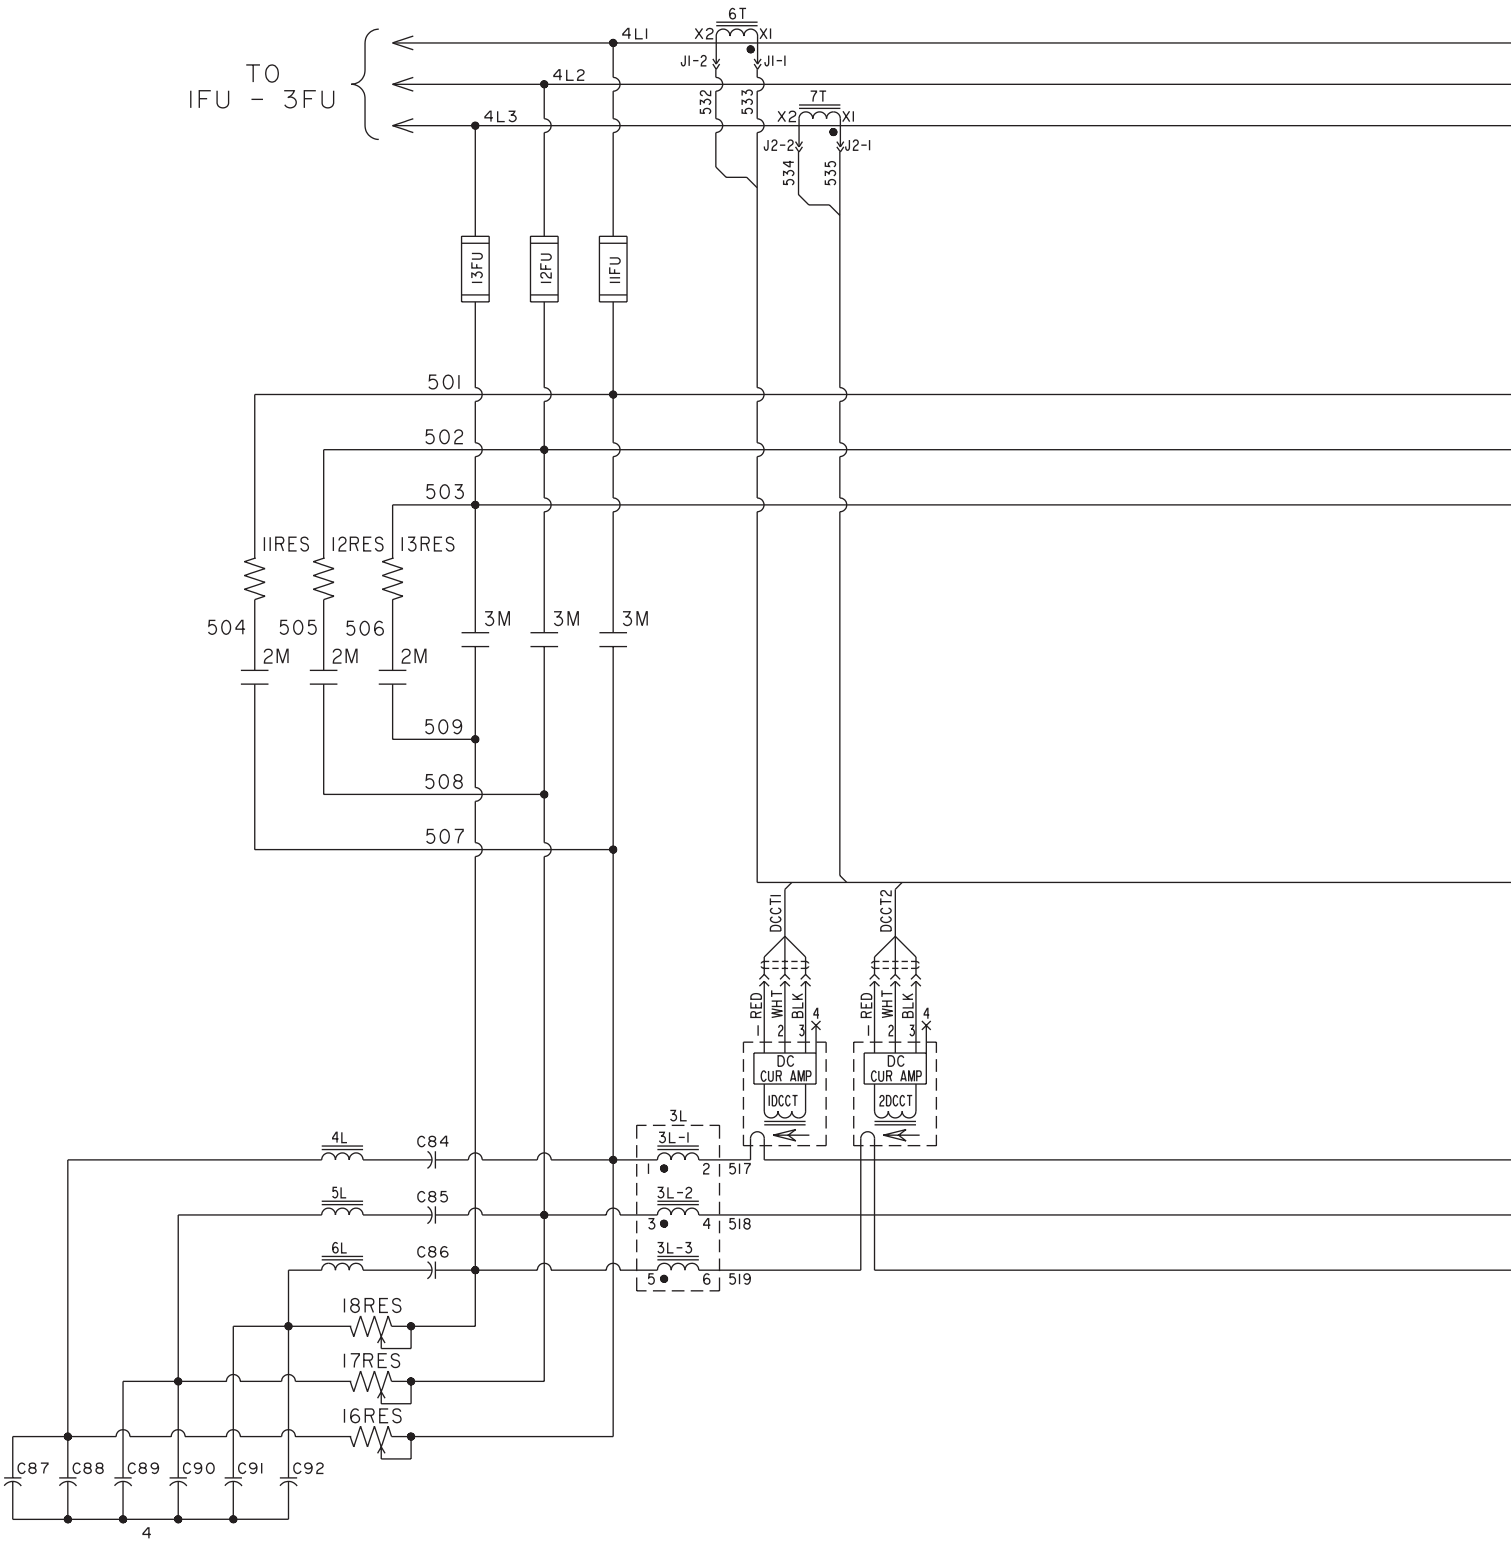 6T
X2 X1
4L1
J1-2 J1-1
TO
1FU - 3FU
4L2
532 533
7T
X2 X1
4L3
J2-2 J2-1
534 535
13FU 12FU 11FU
501
502
503
11RES 12RES 13RES
504 505 506
3M 3M 3M
2M 2M 2M
509
508
507
DCCT1 DCCT2
RED WHT BLK 4 RED WHT BLK 4
1 2 3 1 2 3
DC DC
CUR AMP CUR AMP
1DCCT 2DCCT
3L
4L C84 3L-1
1 2 517
5L C85 3L-2
3 4 518
6L C86 3L-3
5 6 519
18RES
17RES
16RES
C87 C88 C89 C90 C91 C92
4